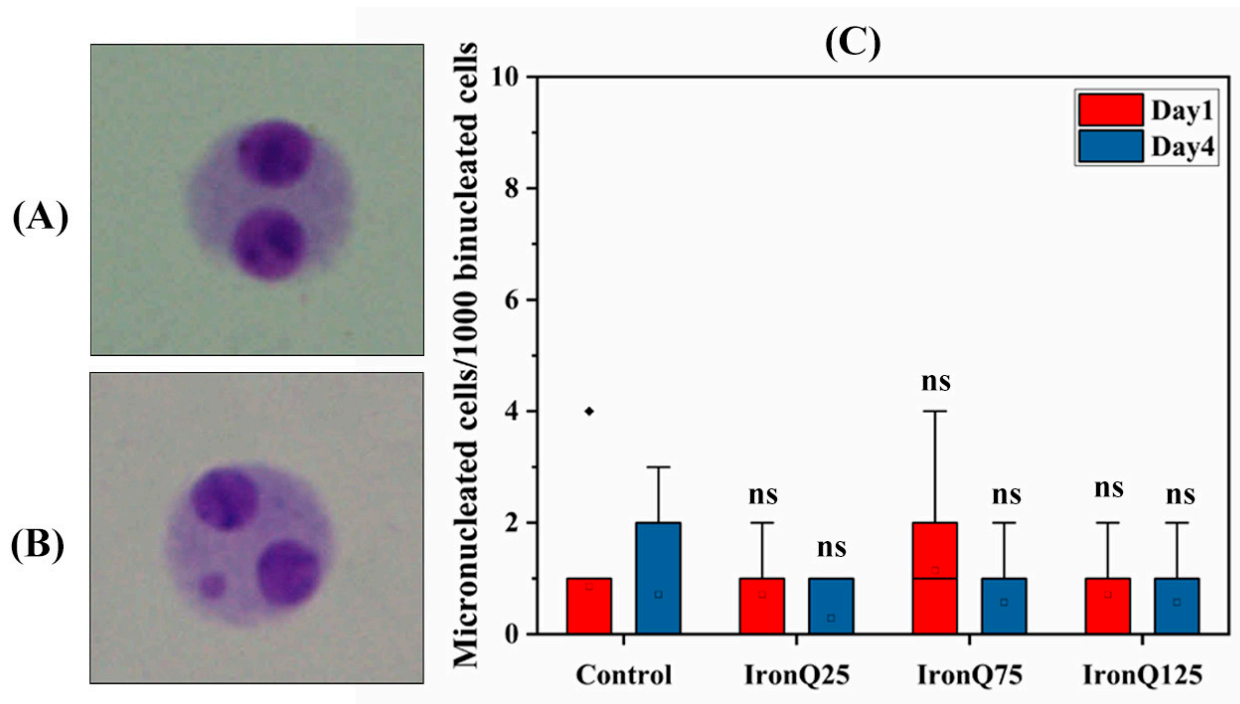 (A)
(B)
(C)
Micronucleated cells/1000 binucleated cells
10
8
6
4
2
0
Day1
Day4
ns
ns
ns
ns
ns
ns
Control
IronQ25
IronQ75
IronQ125